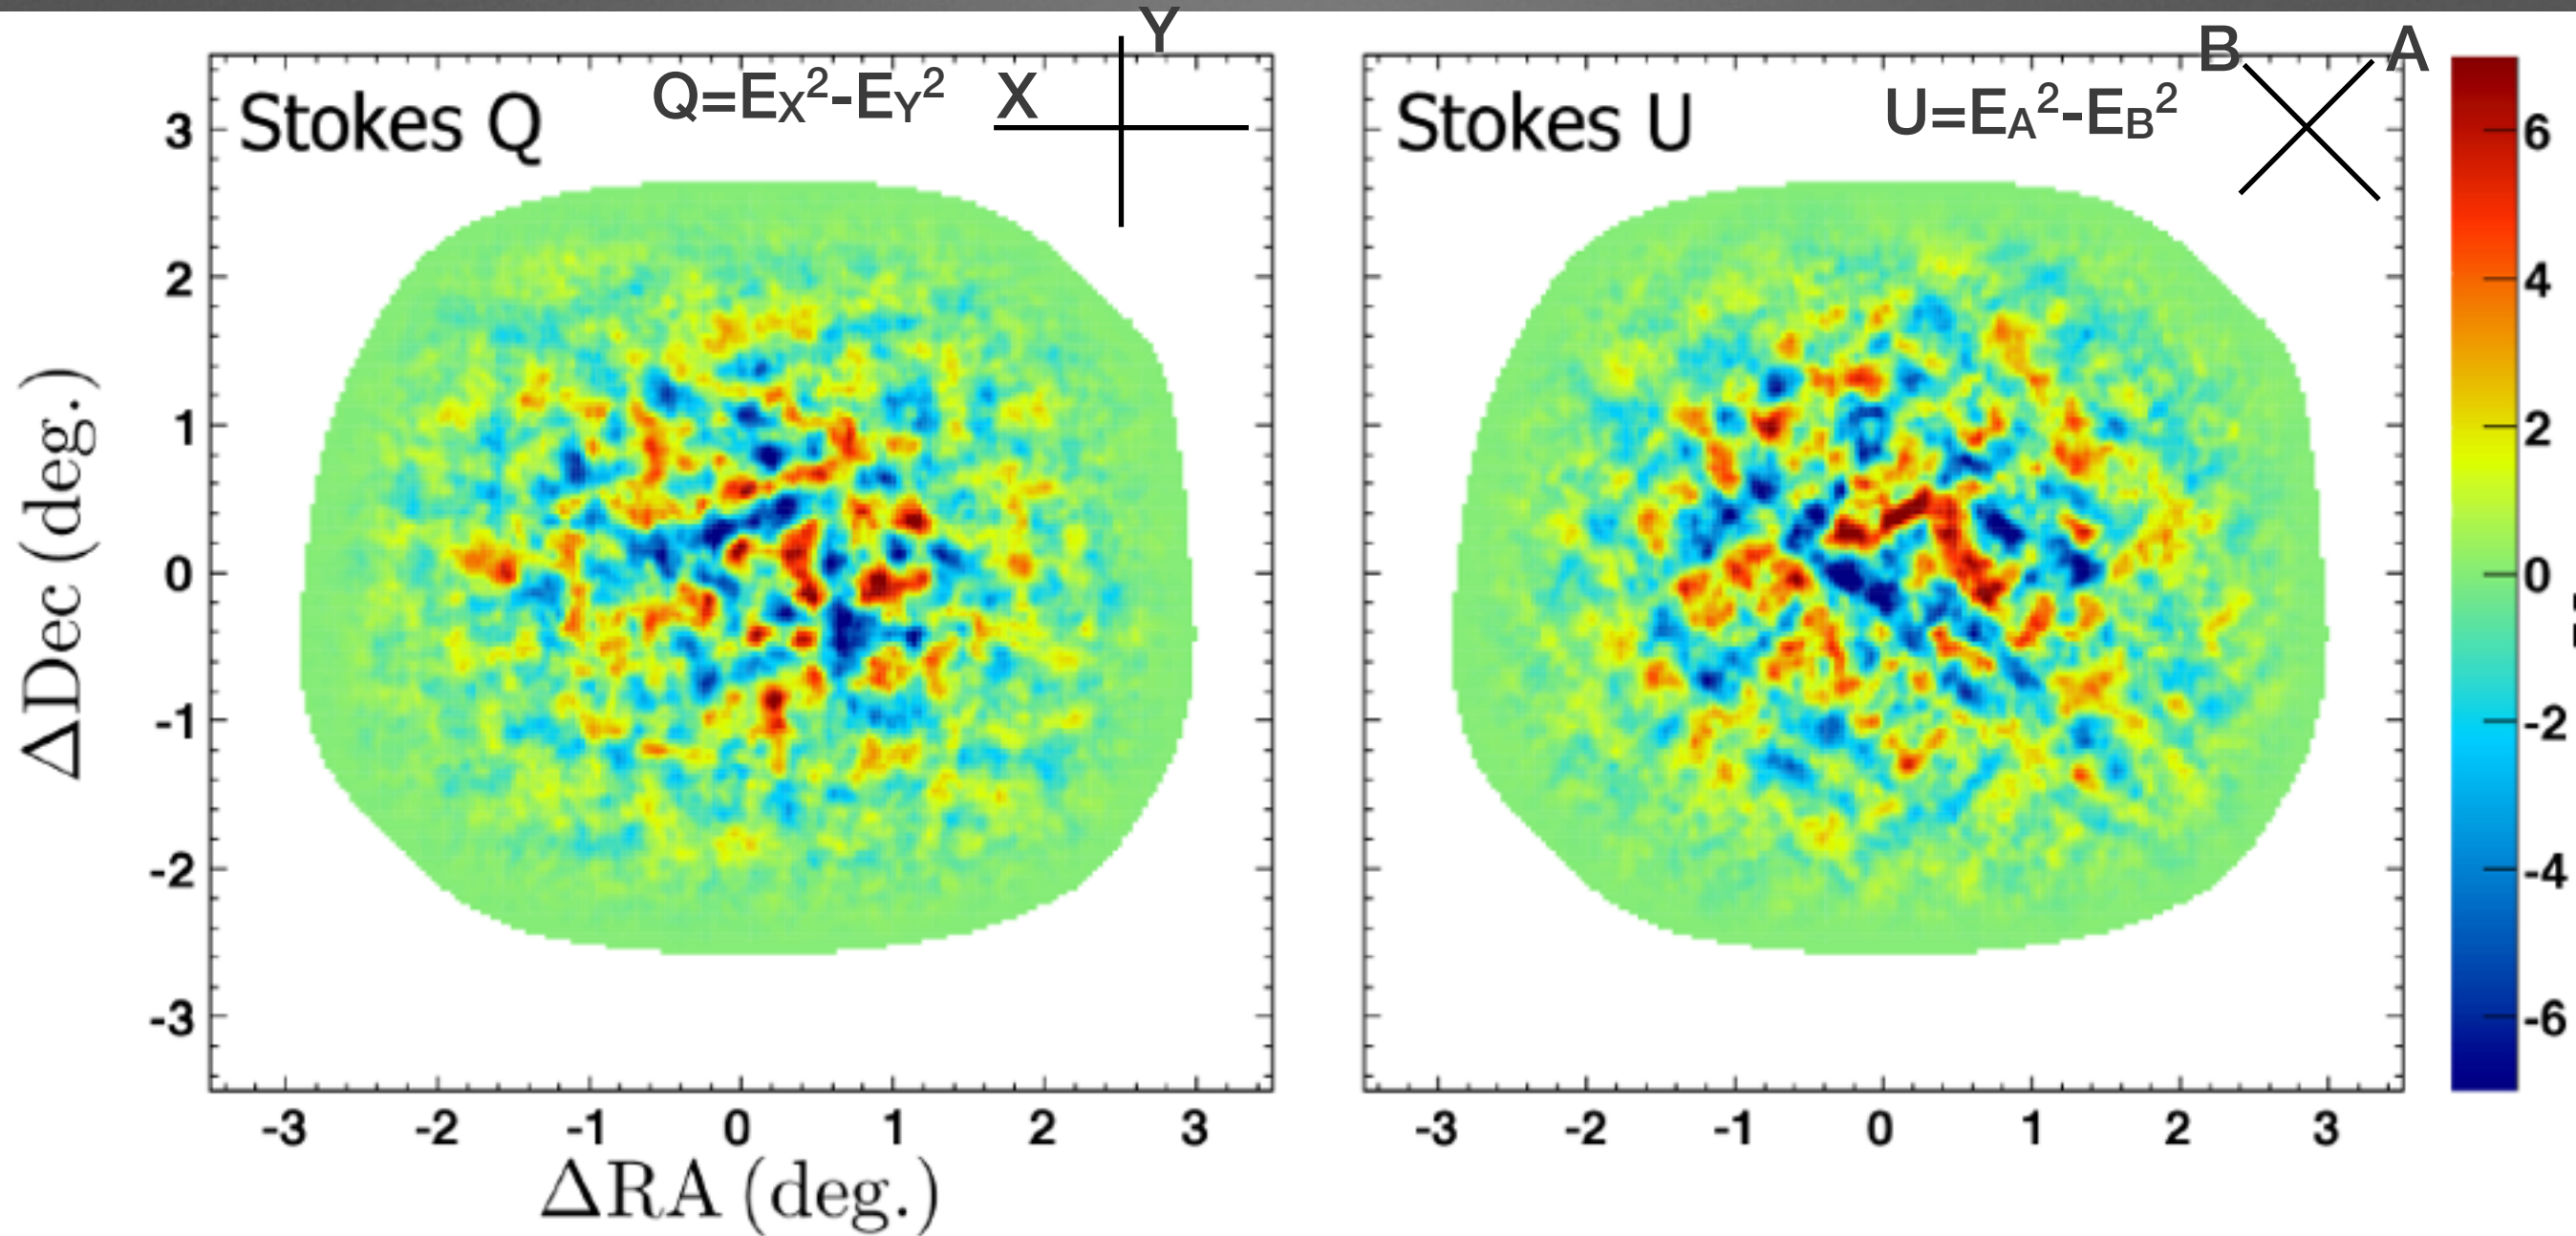 Y
Q=EX²-EY²
X
Stokes Q
B
A
U=EA²-EB²
Stokes U
3
2
1
0
-1
-2
-3
ΔDec (deg.)
-3 -2 -1 0 1 2 3
ΔRA (deg.)
-3 -2 -1 0 1 2 3
6
4
2
0
-2
-4
-6